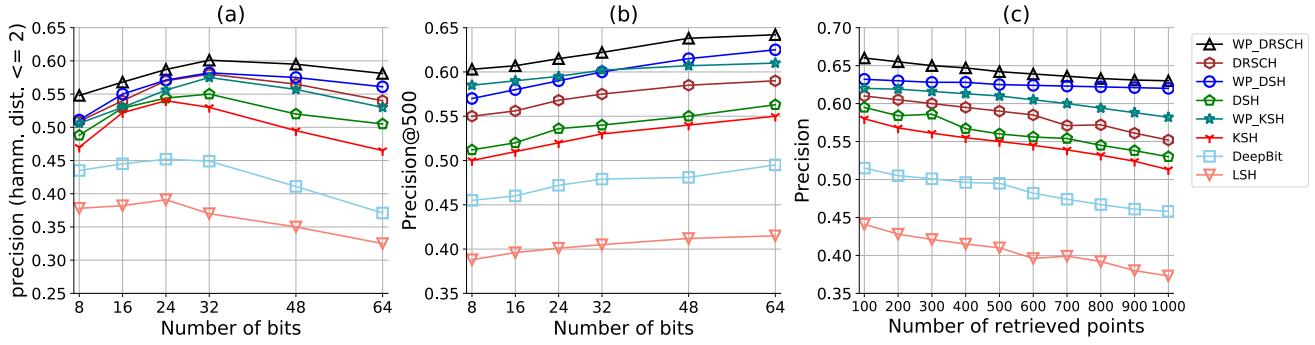 (a)
precision (hamm. dist. <= 2)
0.65
0.60
0.55
0.50
0.45
0.40
0.35
0.30
0.25
8 16 24 32 48 64
Number of bits
(b)
Precision@500
0.65
0.60
0.55
0.50
0.45
0.40
0.35
8 16 24 32 48 64
Number of bits
(c)
Precision
0.70
0.65
0.60
0.55
0.50
0.45
0.40
0.35
100 200 300 400 500 600 700 800 900 1000
Number of retrieved points
WP_DRSCH
DRSCH
WP_DSH
DSH
WP_KSH
KSH
DeepBit
LSH